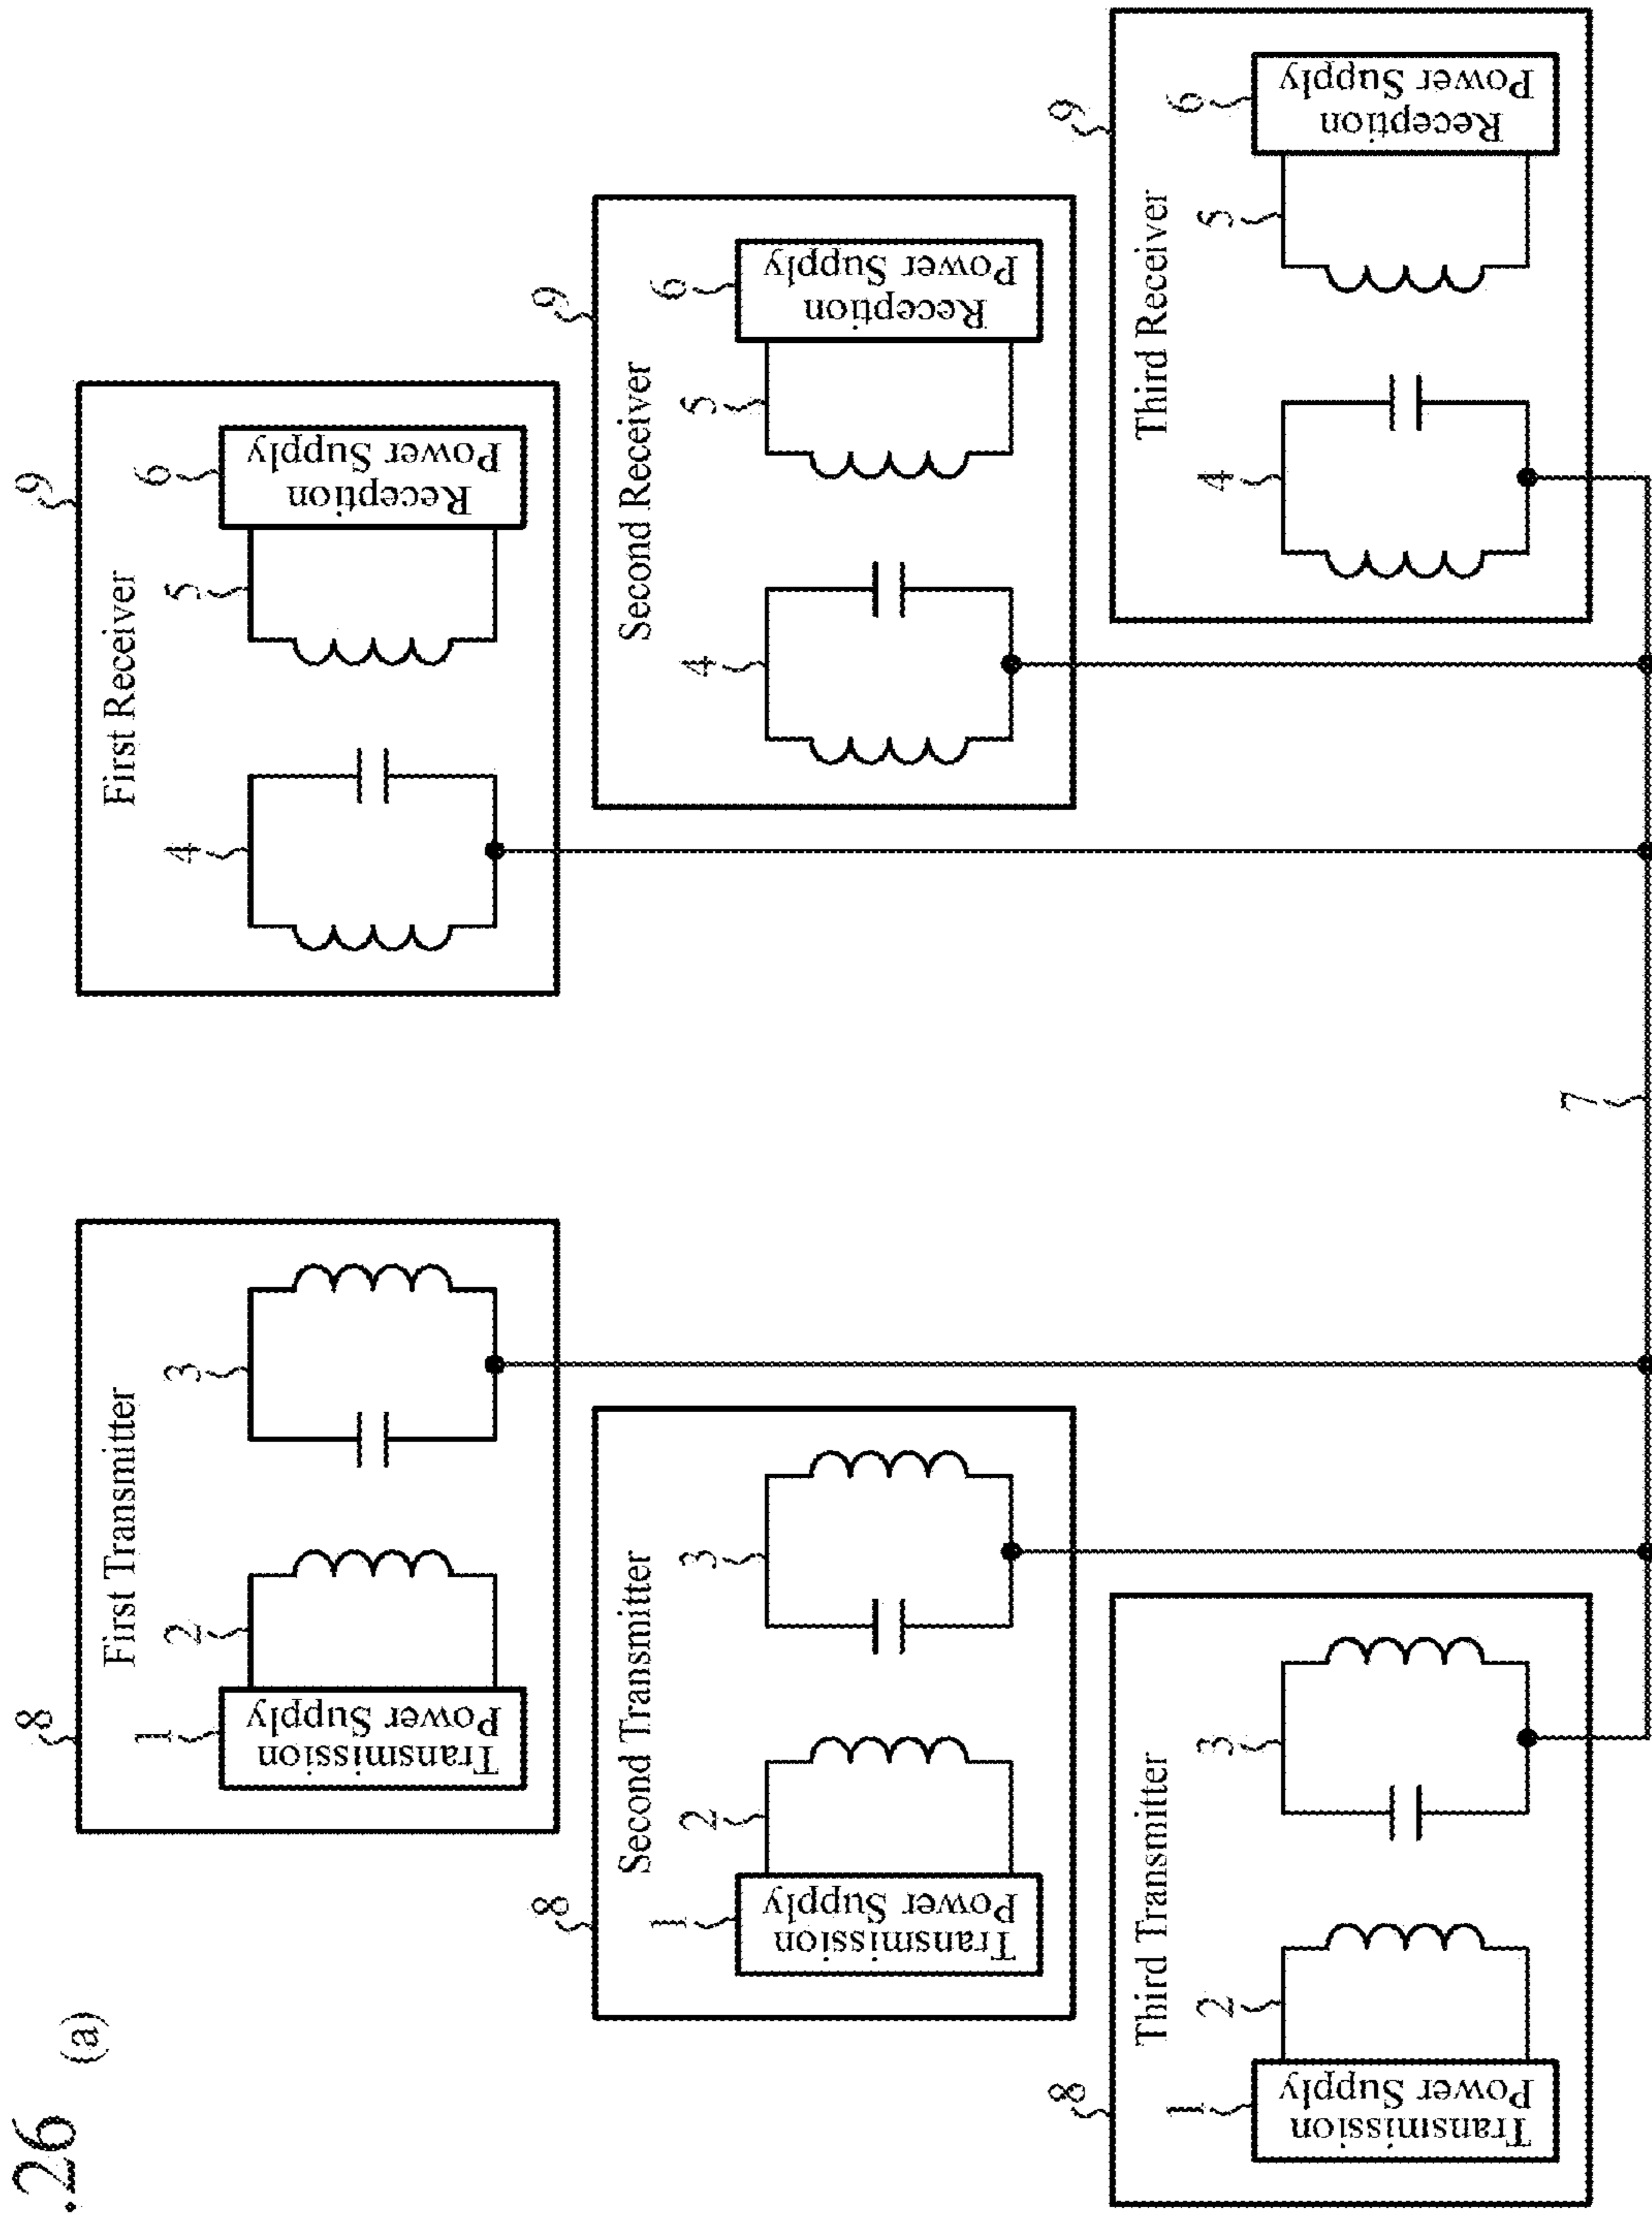 .26
(a)
8
First Transmitter
1
2
3
Transmission
Power Supply
9
First Receiver
4
5
6
Reception
Power Supply
8
Second Transmitter
1
2
3
Transmission
Power Supply
9
Second Receiver
4
5
6
Reception
Power Supply
8
Third Transmitter
1
2
3
Transmission
Power Supply
9
Third Receiver
4
5
6
Reception
Power Supply
7